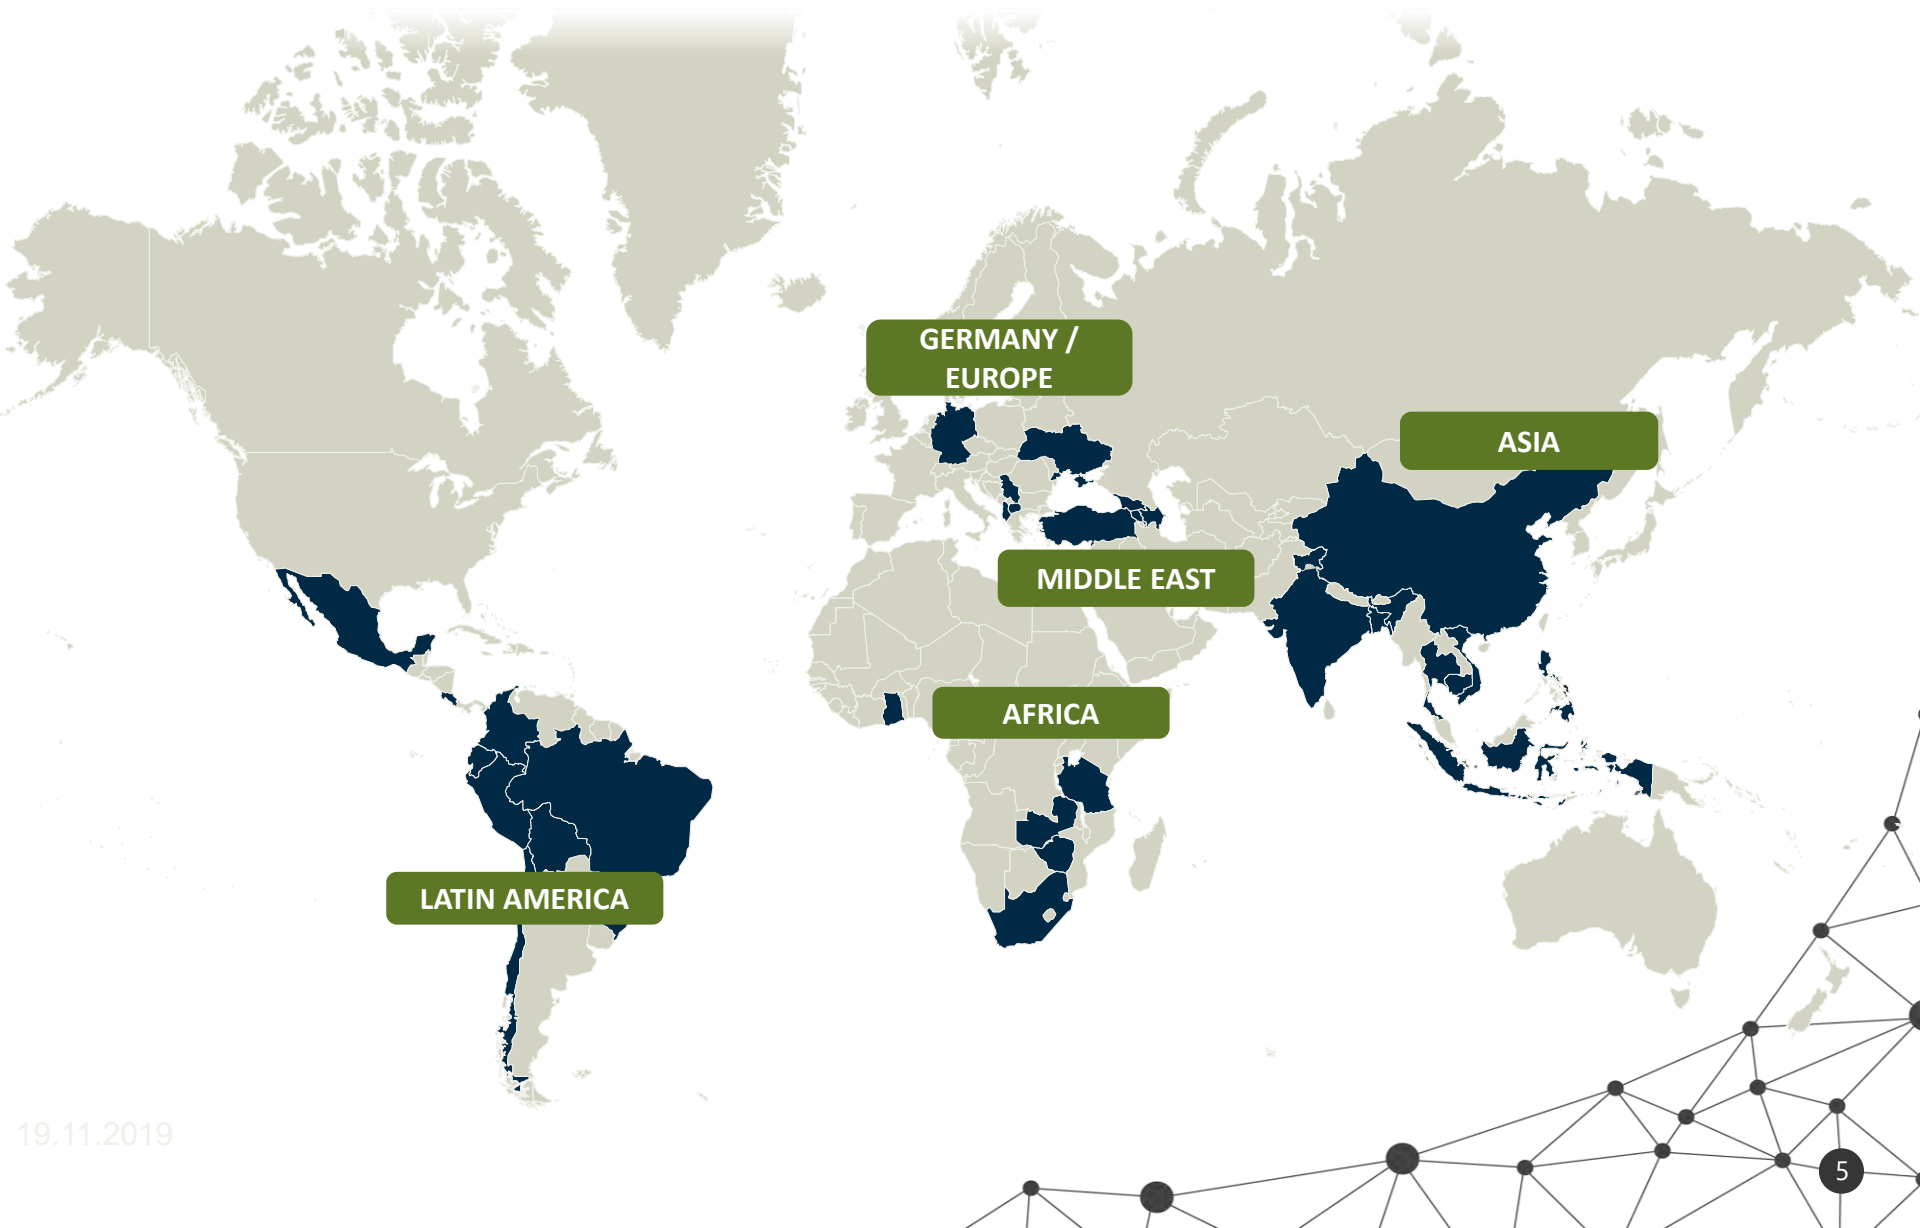 GERMANY /
EUROPE
ASIA
MIDDLE EAST
AFRICA
LATIN AMERICA
19.11.2019
5